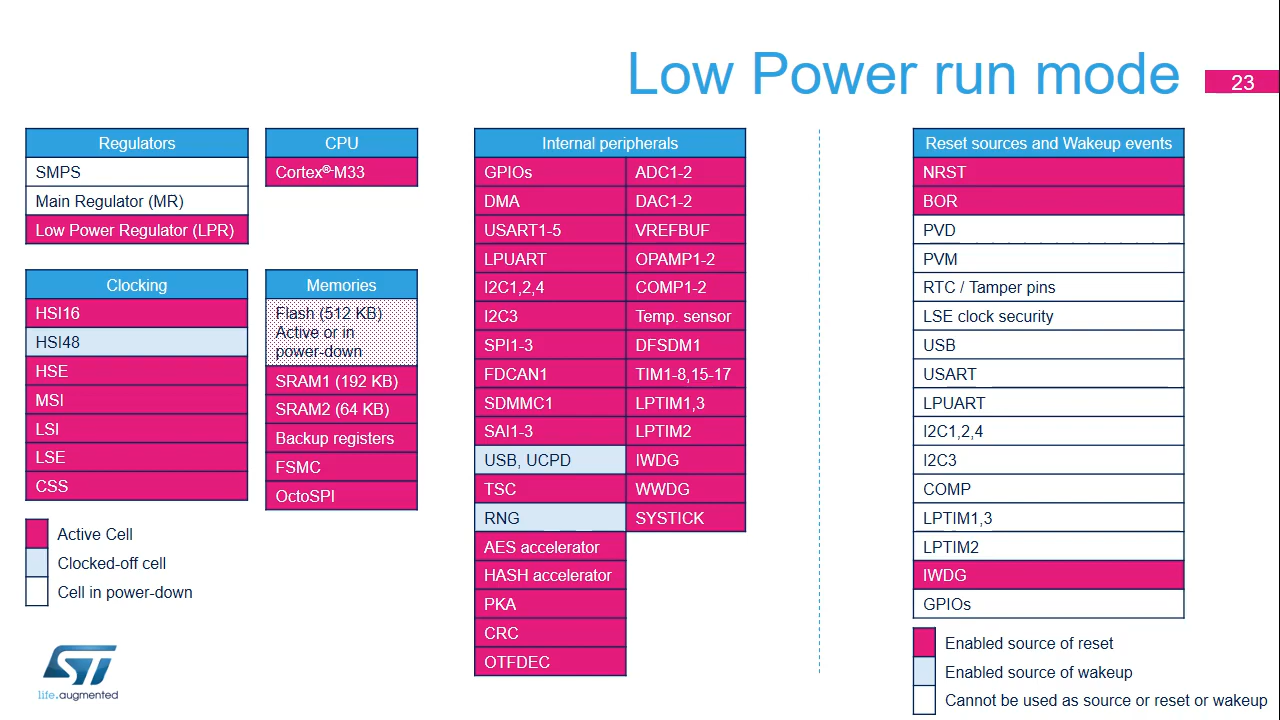 Low Power run mode
23
Regulators
SMPS
Main Regulator (MR)
Low Power Regulator (LPR)
CPU
Cortex®-M33
Clocking
HSI16
HSI48
HSE
MSI
LSI
LSE
CSS
Memories
Flash (512 KB)
Active or in
power-down
SRAM1 (192 KB)
SRAM2 (64 KB)
Backup registers
FSMC
OctoSPI
Active Cell
Clocked-off cell
Cell in power-down
Internal peripherals
GPIOs ADC1-2
DMA DAC1-2
USART1-5 VREFBUF
LPUART OPAMP1-2
I2C1,2,4 COMP1-2
I2C3 Temp. sensor
SPI1-3 DFSDM1
FDCAN1 TIM1-8,15-17
SDMMC1 LPTIM1,3
SAI1-3 LPTIM2
USB, UCPD IWDG
TSC WWDG
RNG SYSTICK
AES accelerator
HASH accelerator
PKA
CRC
OTFDEC
Reset sources and Wakeup events
NRST
BOR
PVD
PVM
RTC / Tamper pins
LSE clock security
USB
USART
LPUART
I2C1,2,4
I2C3
COMP
LPTIM1,3
LPTIM2
IWDG
GPIOs
Enabled source of reset
Enabled source of wakeup
Cannot be used as source or reset or wakeup
ST
life.augmented